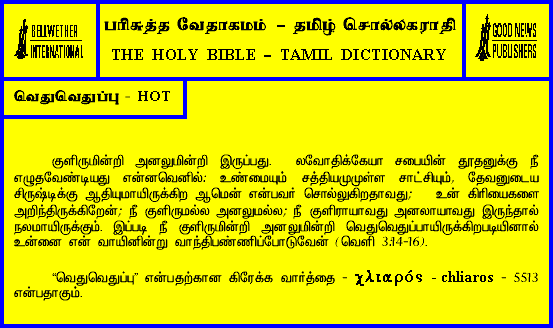 BELLWETHER
INTERNATIONAL
பரிசுத்த வேதாகமம் – தமிழ் சொல்லகராதி
THE HOLY BIBLE – TAMIL DICTIONARY
GOOD NEWS
PUBLISHERS
வெதுவெதுப்பு - HOT
குளிருமின்றி அனலுமின்றி இருப்பது. லவோதிக்கேயா சபையின் தூதனுக்கு நீ
எழுதவேண்டியது என்னவெனில்: உண்மையும் சத்தியமுமுள்ள சாட்சியும், தேவனுடைய
சிருஷ்டிக்கு ஆதியுமாயிருக்கிற ஆமென் என்பவர் சொல்லுகிறதாவது; உன் கிரியைகளை
அறிந்திருக்கிறேன்; நீ குளிருமல்ல அனலுமல்ல; நீ குளிராயாவது அனலாயாவது இருந்தால்
நலமாயிருக்கும். இப்படி நீ குளிருமின்றி அனலுமின்றி வெதுவெதுப்பாயிருக்கிறபடியினால்
உன்னை என் வாயினின்று வாந்திபண்ணிப்போடுவேன் (வெளி 3:14-16).
“வெதுவெதுப்பு” என்பதற்கான கிரேக்க வார்த்தை - χλιαρός - chliaros - 5513
என்பதாகும்.